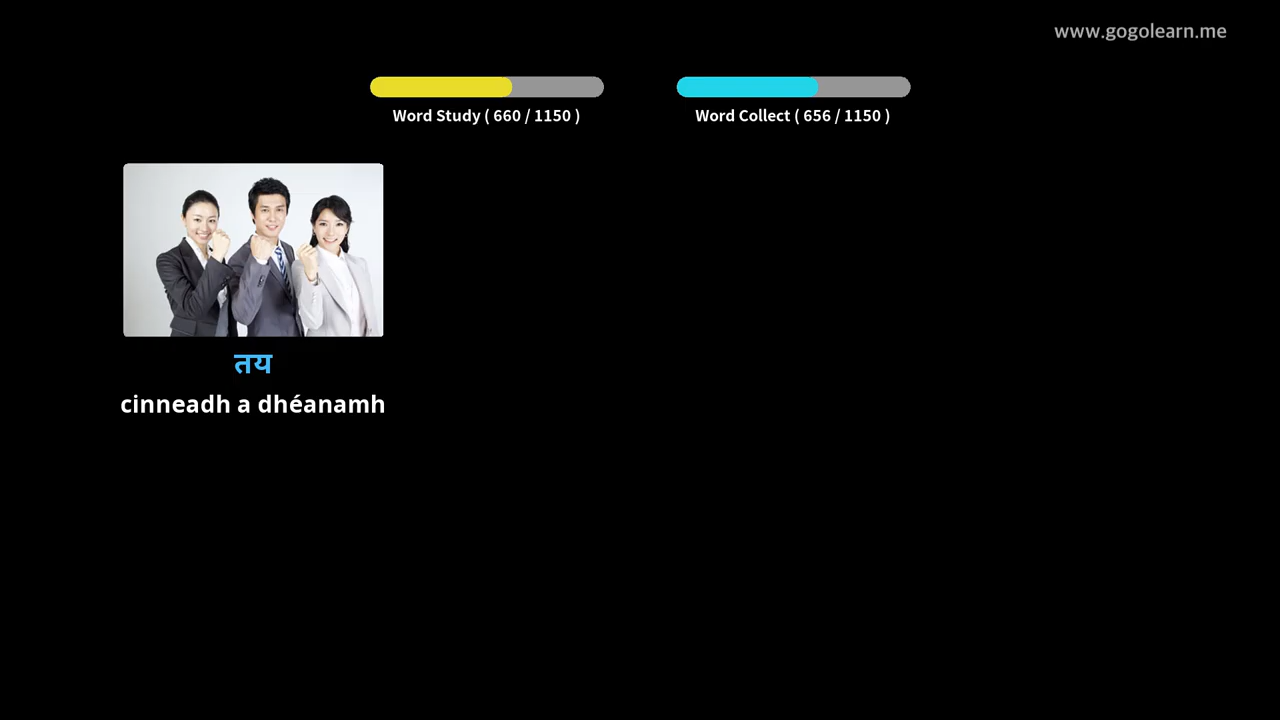 www.gogolearn.me
Word Study ( 660 / 1150 )
Word Collect ( 656 / 1150 )
तय
cinneadh a dhéanamh